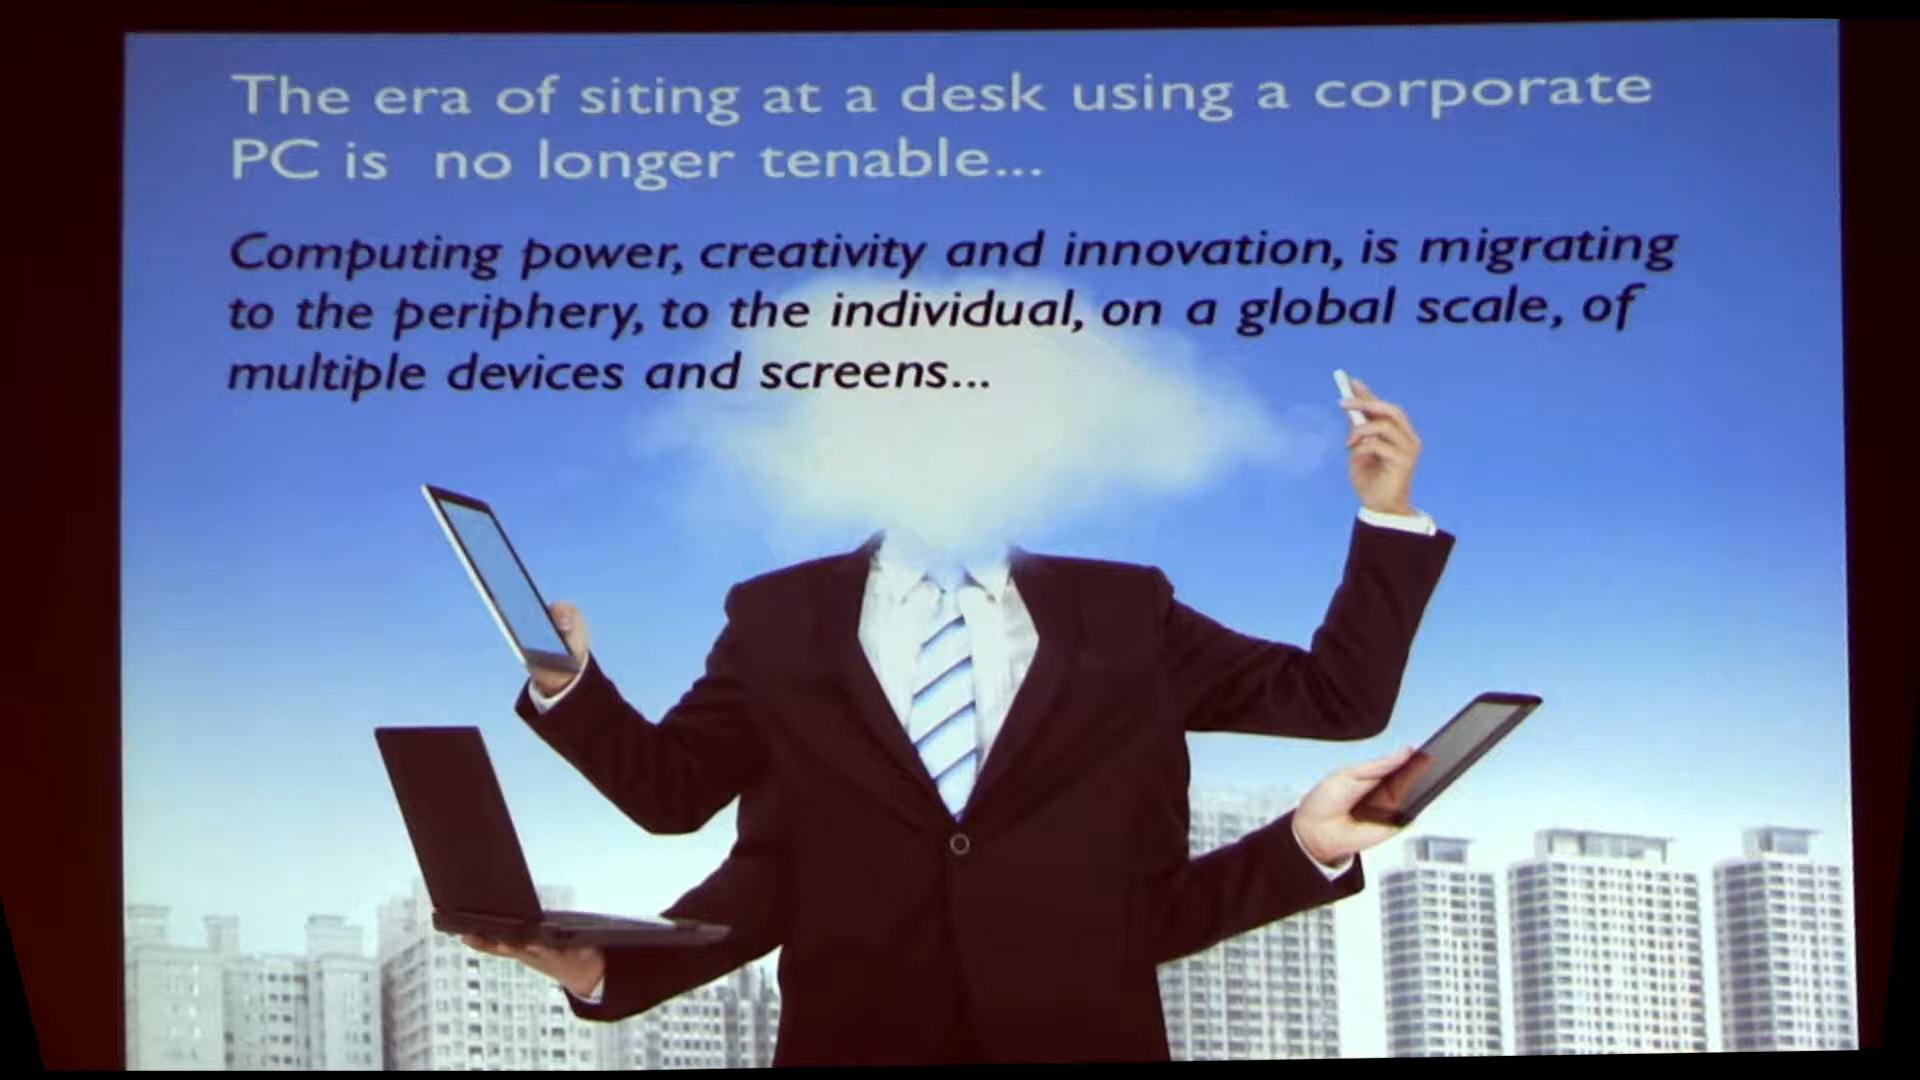 The era of siting at a desk using a corporate
PC is no longer tenable...
Computing power, creativity and innovation, is migrating
to the periphery, to the individual, on a global scale, of
multiple devices and screens...